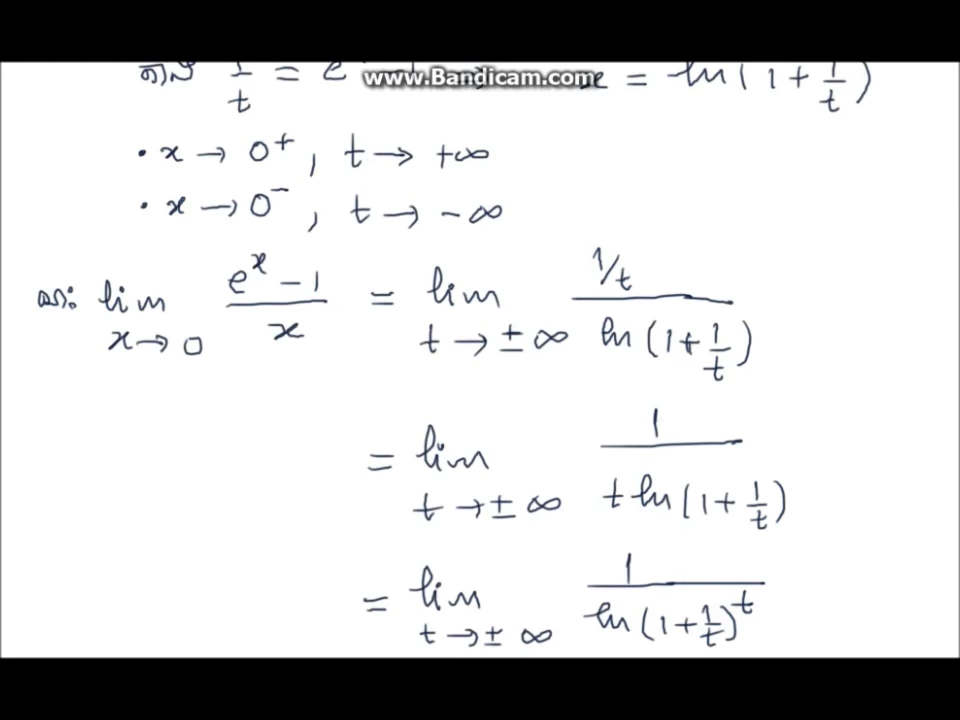 1/t = e www.Bandicam.com x = ln(1 + 1/t)
• x → 0⁺, t → +∞
• x → 0⁻, t → -∞
lim x→0 (eˣ - 1)/x = lim t→±∞ (1/t)/(ln(1+1/t))
= lim t→±∞ 1/(t ln(1+1/t))
= lim t→±∞ 1/(ln(1+1/t)ᵗ)